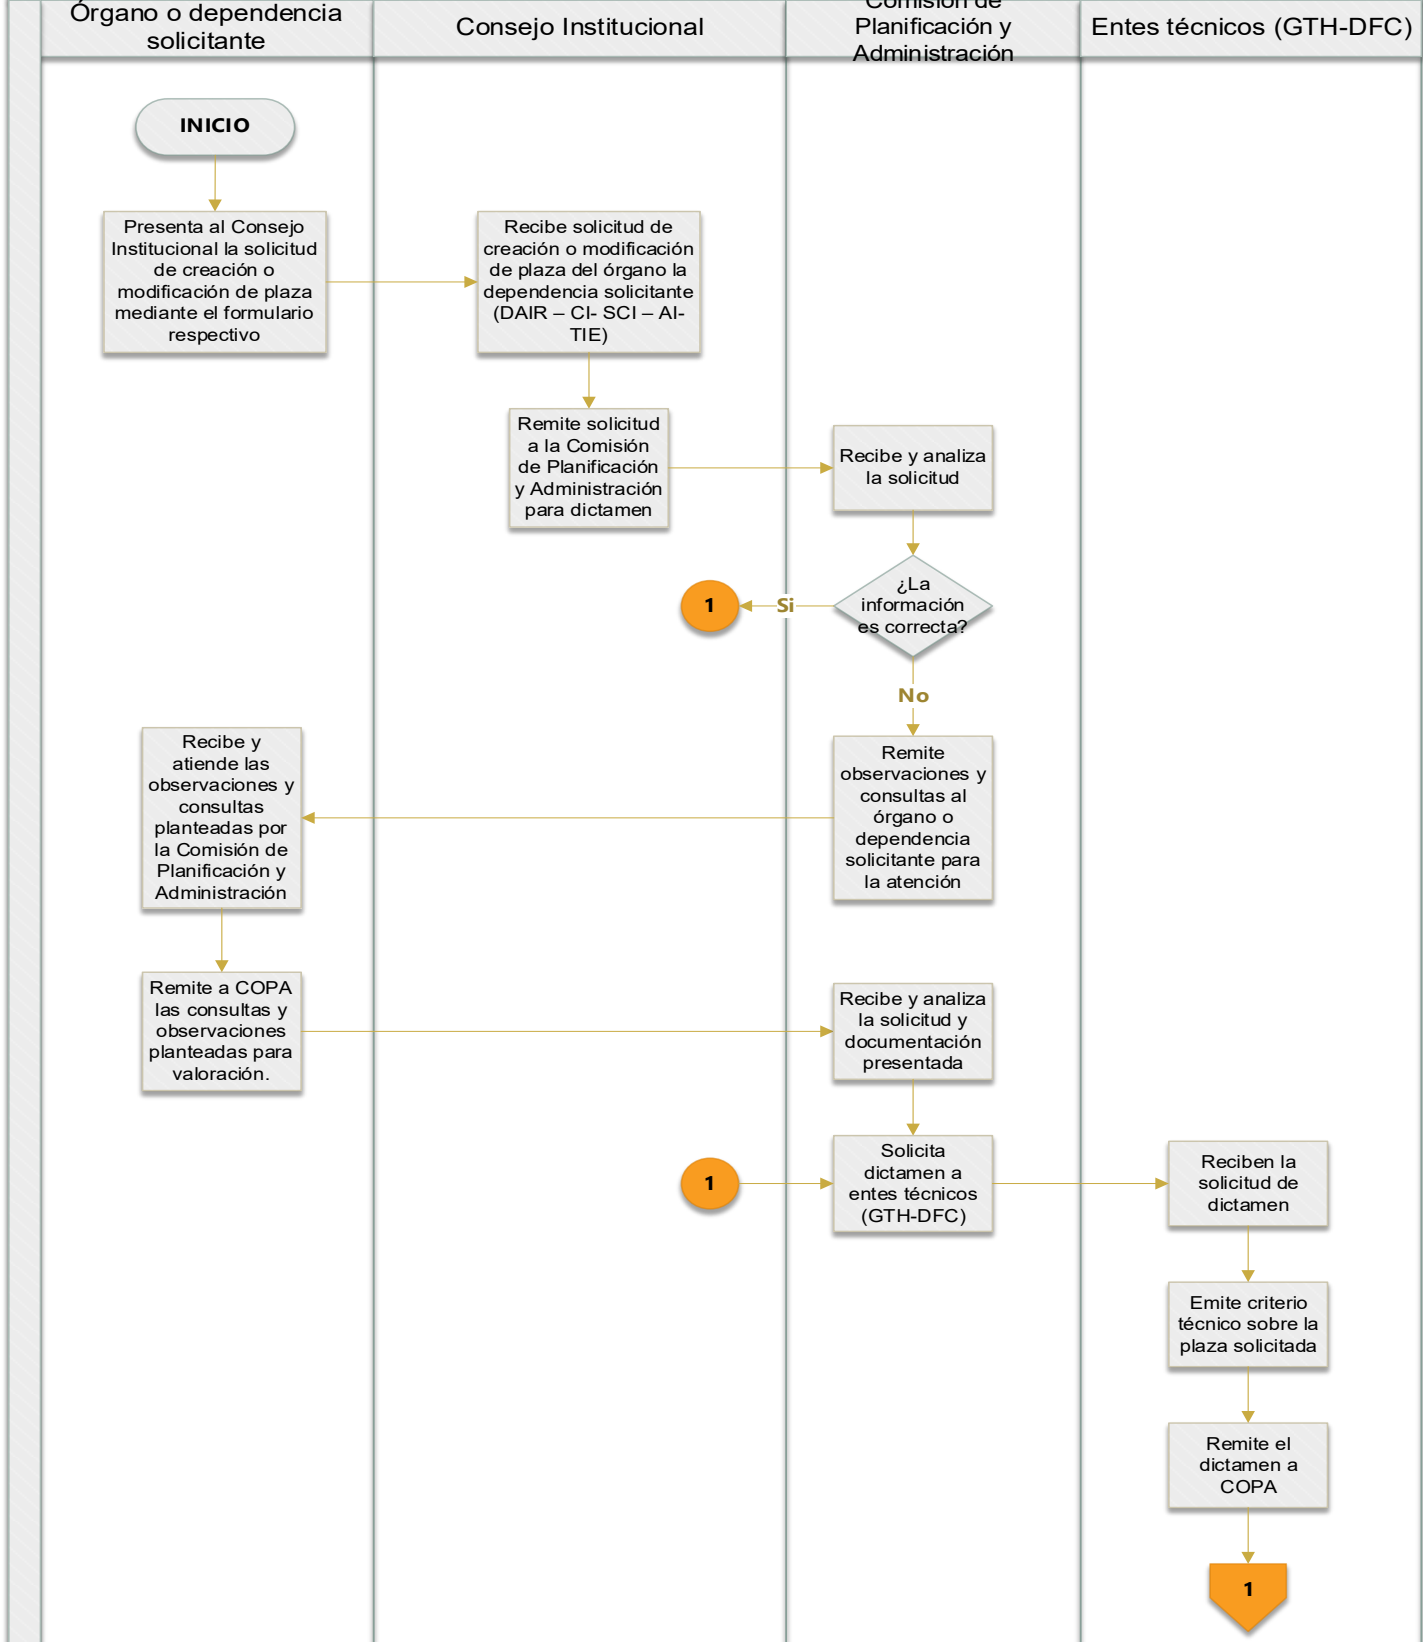 Órgano o dependencia
solicitante
Consejo Institucional
Comisión de
Planificación y
Administración
Entes técnicos (GTH-DFC)
INICIO
Presenta al Consejo
Institucional la solicitud
de creación o
modificación de plaza
mediante el formulario
respectivo
Recibe solicitud de
creación o modificación
de plaza del órgano la
dependencia solicitante
(DAIR – CI- SCI – AI-
TIE)
Remite solicitud
a la Comisión
de Planificación
y Administración
para dictamen
Recibe y analiza
la solicitud
¿La
información
es correcta?
Si
1
No
Remite
observaciones y
consultas al
órgano o
dependencia
solicitante para
la atención
Recibe y
atiende las
observaciones y
consultas
planteadas por
la Comisión de
Planificación y
Administración
Remite a COPA
las consultas y
observaciones
planteadas para
valoración.
Recibe y analiza
la solicitud y
documentación
presentada
1
Solicita
dictamen a
entes técnicos
(GTH-DFC)
Reciben la
solicitud de
dictamen
Emite criterio
técnico sobre la
plaza solicitada
Remite el
dictamen a
COPA
1